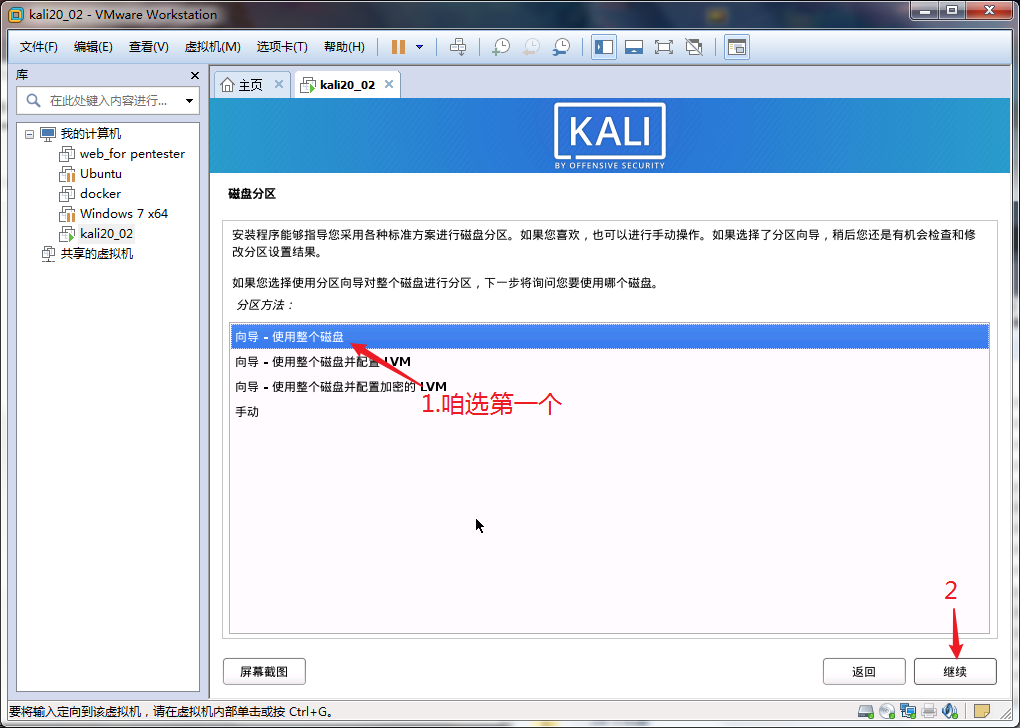 kali20_02 - VMware Workstation
文件(F) 编辑(E) 查看(V) 虚拟机(M) 选项卡(T) 帮助(H)
库
在此处键入内容进行...
我的计算机
web_for pentester
Ubuntu
docker
Windows 7 x64
kali20_02
共享的虚拟机
主页 kali20_02
KALI
BY OFFENSIVE SECURITY
磁盘分区
安装程序能够指导您采用各种标准方案进行磁盘分区。如果您喜欢，也可以进行手动操作。如果选择了分区向导，稍后您还是有机会检查和修
改分区设置结果。
如果您选择使用分区向导对整个磁盘进行分区，下一步将询问您要使用哪个磁盘。
分区方法：
向导 - 使用整个磁盘
向导 - 使用整个磁盘并配置 LVM
向导 - 使用整个磁盘并配置加密的 LVM
手动
1.咱选第一个
2
屏幕截图 返回 继续
要将输入定向到该虚拟机，请在虚拟机内部单击或按 Ctrl+G。